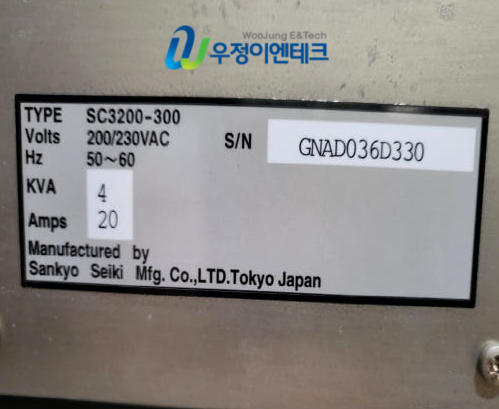 WooJung E&Tech
우정이엔테크
TYPE SC3200-300
Volts 200/230VAC S/N GNAD036D330
Hz 50~60
KVA 4
Amps 20
Manufactured by
Sankyo Seiki Mfg. Co.,LTD.Tokyo Japan